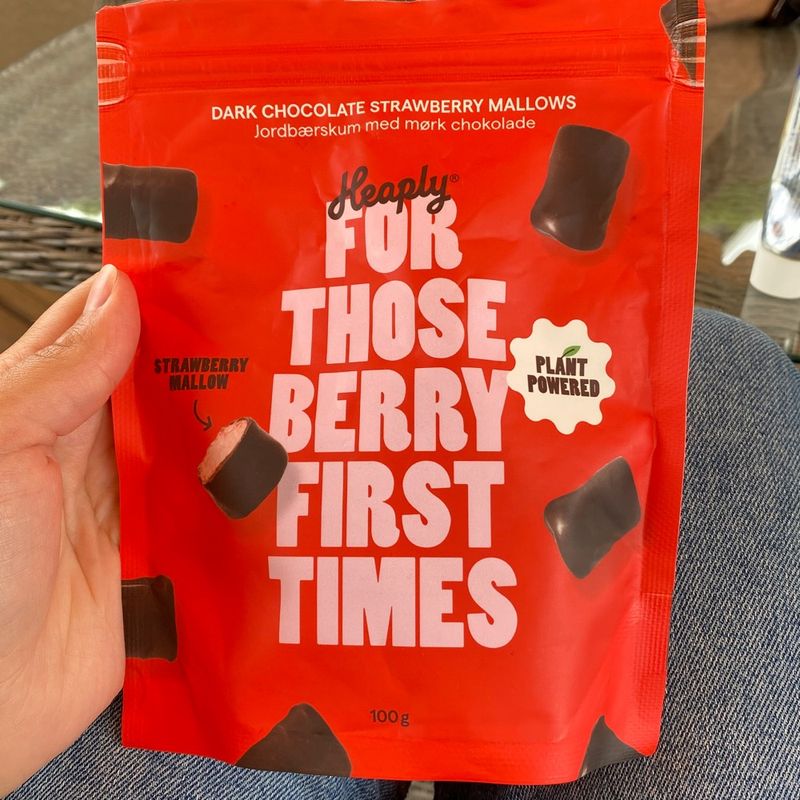 DARK CHOCOLATE STRAWBERRY MALLOWS
Jordbærskum med mørk chokolade
Heaply®
FOR
THOSE
BERRY
FIRST
TIMES
STRAWBERRY
MALLOW
PLANT
POWERED
100g